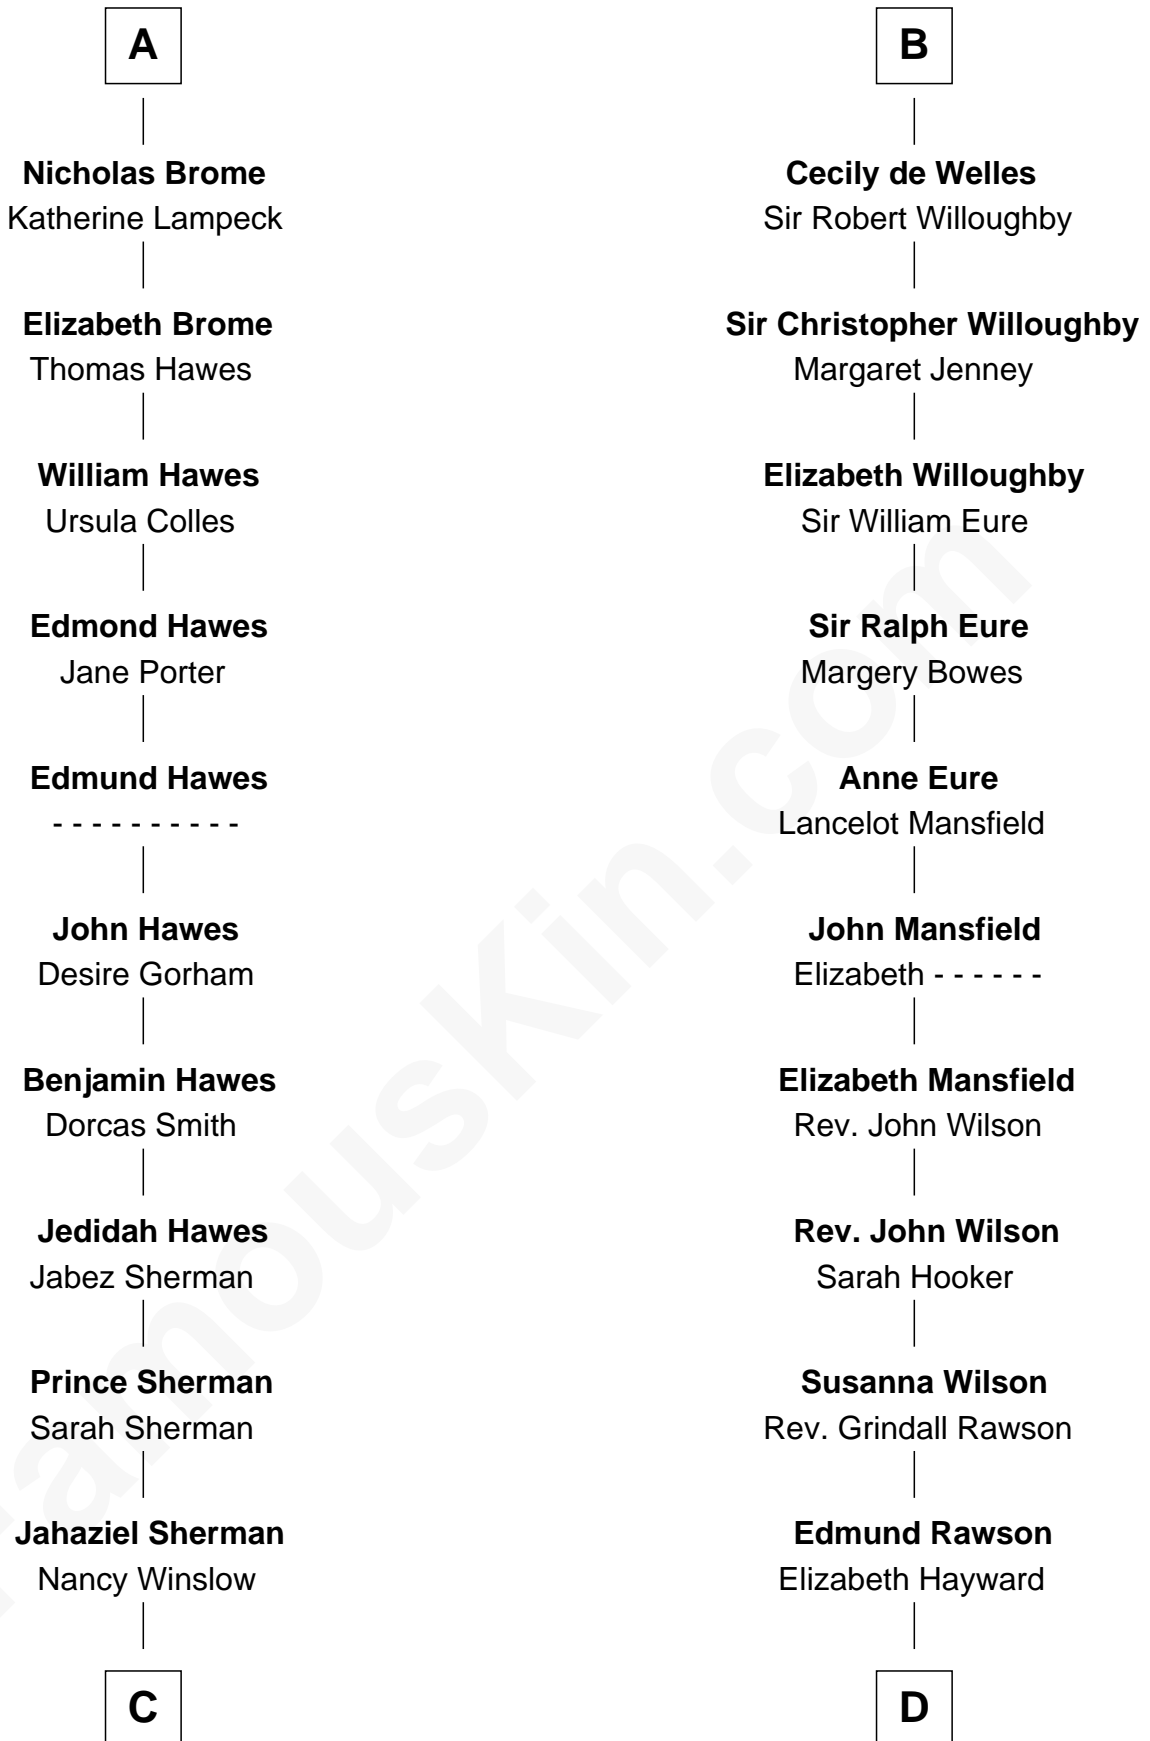 A
Nicholas Brome
Katherine Lampeck
Elizabeth Brome
Thomas Hawes
William Hawes
Ursula Colles
Edmond Hawes
Jane Porter
Edmund Hawes
- - - - - - - - - -
John Hawes
Desire Gorham
Benjamin Hawes
Dorcas Smith
Jedidah Hawes
Jabez Sherman
Prince Sherman
Sarah Sherman
Jahaziel Sherman
Nancy Winslow
C
B
Cecily de Welles
Sir Robert Willoughby
Sir Christopher Willoughby
Margaret Jenney
Elizabeth Willoughby
Sir William Eure
Sir Ralph Eure
Margery Bowes
Anne Eure
Lancelot Mansfield
John Mansfield
Elizabeth - - - - - -
Elizabeth Mansfield
Rev. John Wilson
Rev. John Wilson
Sarah Hooker
Susanna Wilson
Rev. Grindall Rawson
Edmund Rawson
Elizabeth Hayward
D
FamousKin.com